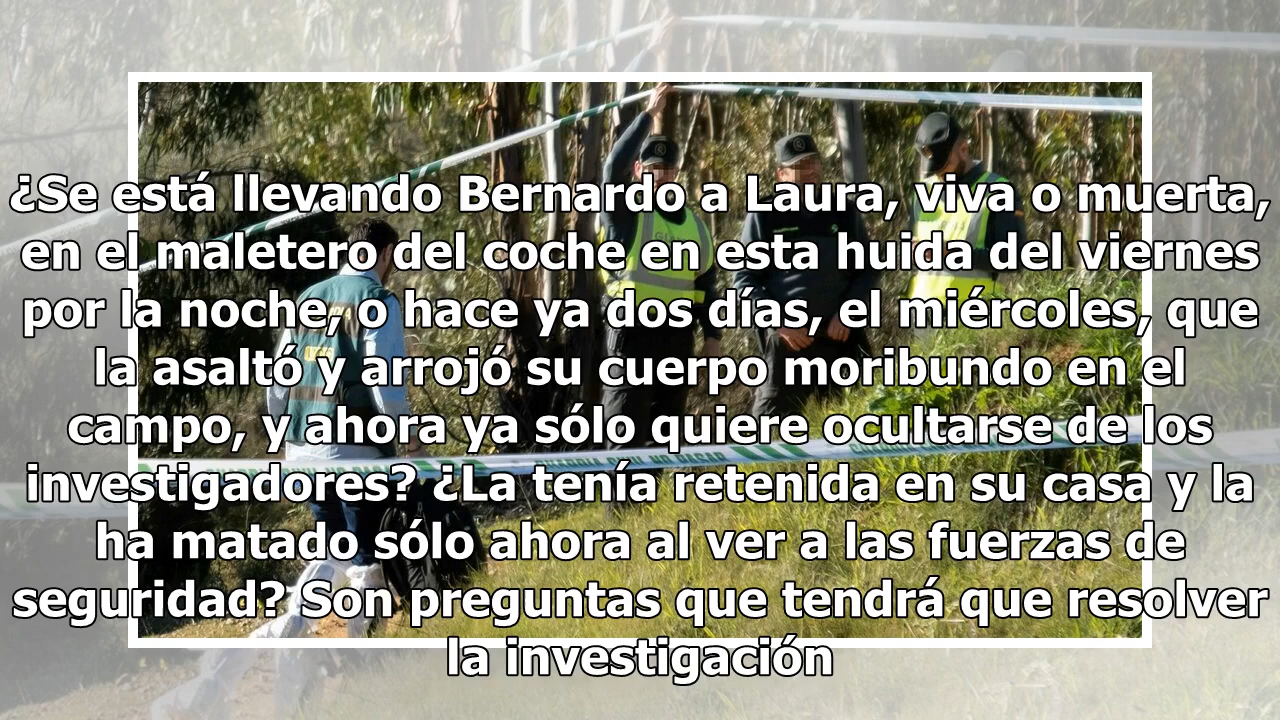 ¿Se está llevando Bernardo a Laura, viva o muerta,
en el maletero del coche en esta huida del viernes
por la noche, o hace ya dos días, el miércoles, que
la asaltó y arrojó su cuerpo moribundo en el
campo, y ahora ya sólo quiere ocultarse de los
investigadores? ¿La tenía retenida en su casa y la
ha matado sólo ahora al ver a las fuerzas de
seguridad? Son preguntas que tendrá que resolver
la investigación